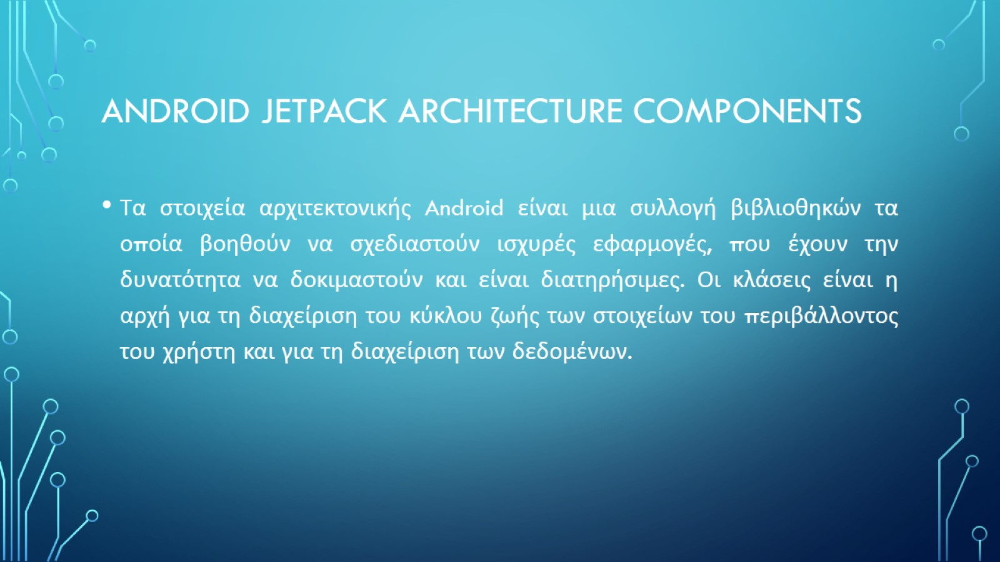 ANDROID JETPACK ARCHITECTURE COMPONENTS
• Τα στοιχεία αρχιτεκτονικής Android είναι μια συλλογή βιβλιοθηκών τα
οποία βοηθούν να σχεδιαστούν ισχυρές εφαρμογές, που έχουν την
δυνατότητα να δοκιμαστούν και είναι διατηρήσιμες. Οι κλάσεις είναι η
αρχή για τη διαχείριση του κύκλου ζωής των στοιχείων του περιβάλλοντος
του χρήστη και για τη διαχείριση των δεδομένων.